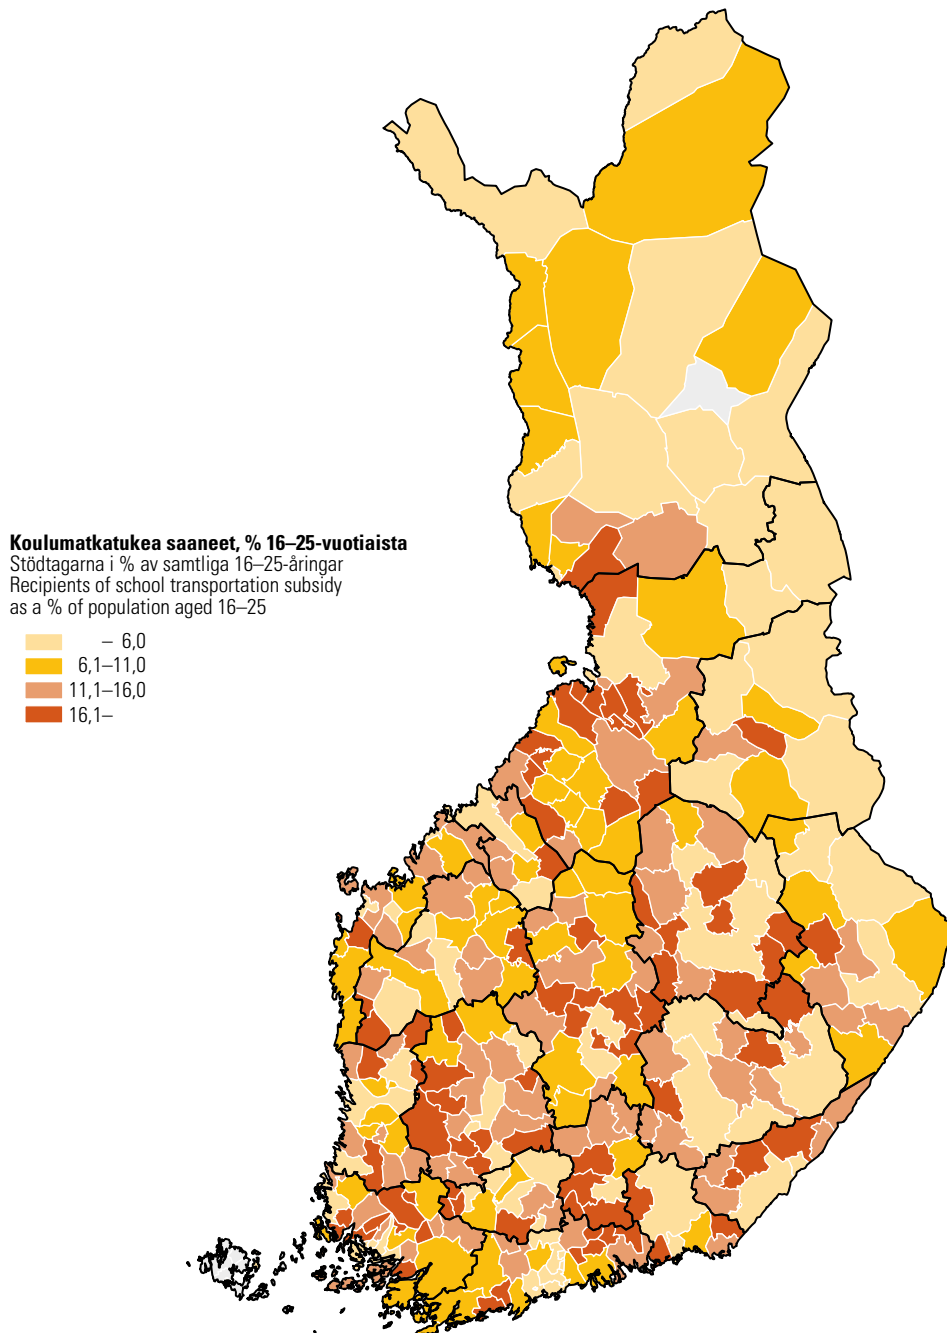 Koulumatkatukea saaneet, % 16–25-vuotiaista
Stödtagarna i % av samtliga 16–25-åringar
Recipients of school transportation subsidy
as a % of population aged 16–25
– 6,0
6,1–11,0
11,1–16,0
16,1–